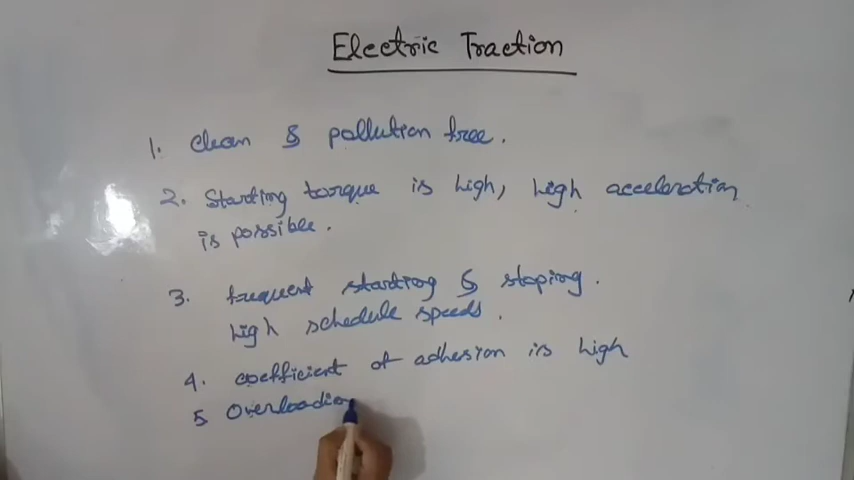 Electric Traction
1. Clean & pollution free.
2. Starting torque is high, high acceleration
is possible.
3. frequent starting & stoping.
high schedule speeds.
4. coefficient of adhesion is high
5 Overloadin